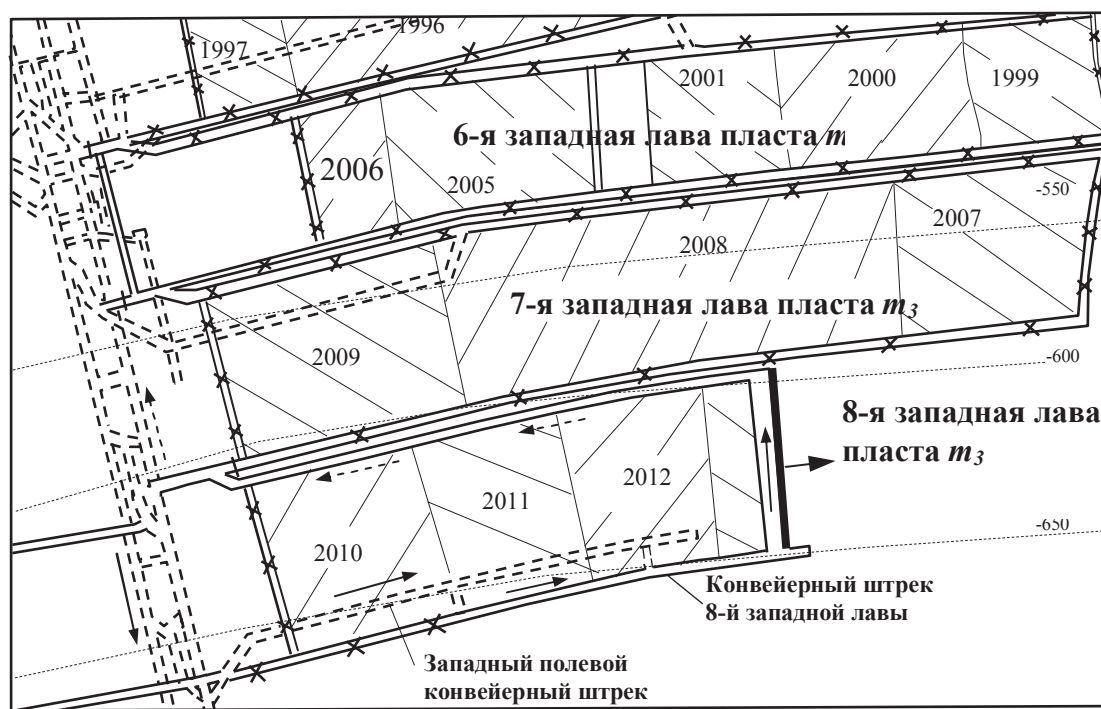 1997
1996
2001
2000
1999
6-я западная лава пласта m
2006
2005
-550
2007
2008
7-я западная лава пласта m₃
2009
-600
8-я западная лава
пласта m₃
2012
2011
2010
-650
Конвейерный штрек
8-й западной лавы
Западный полевой
конвейерный штрек